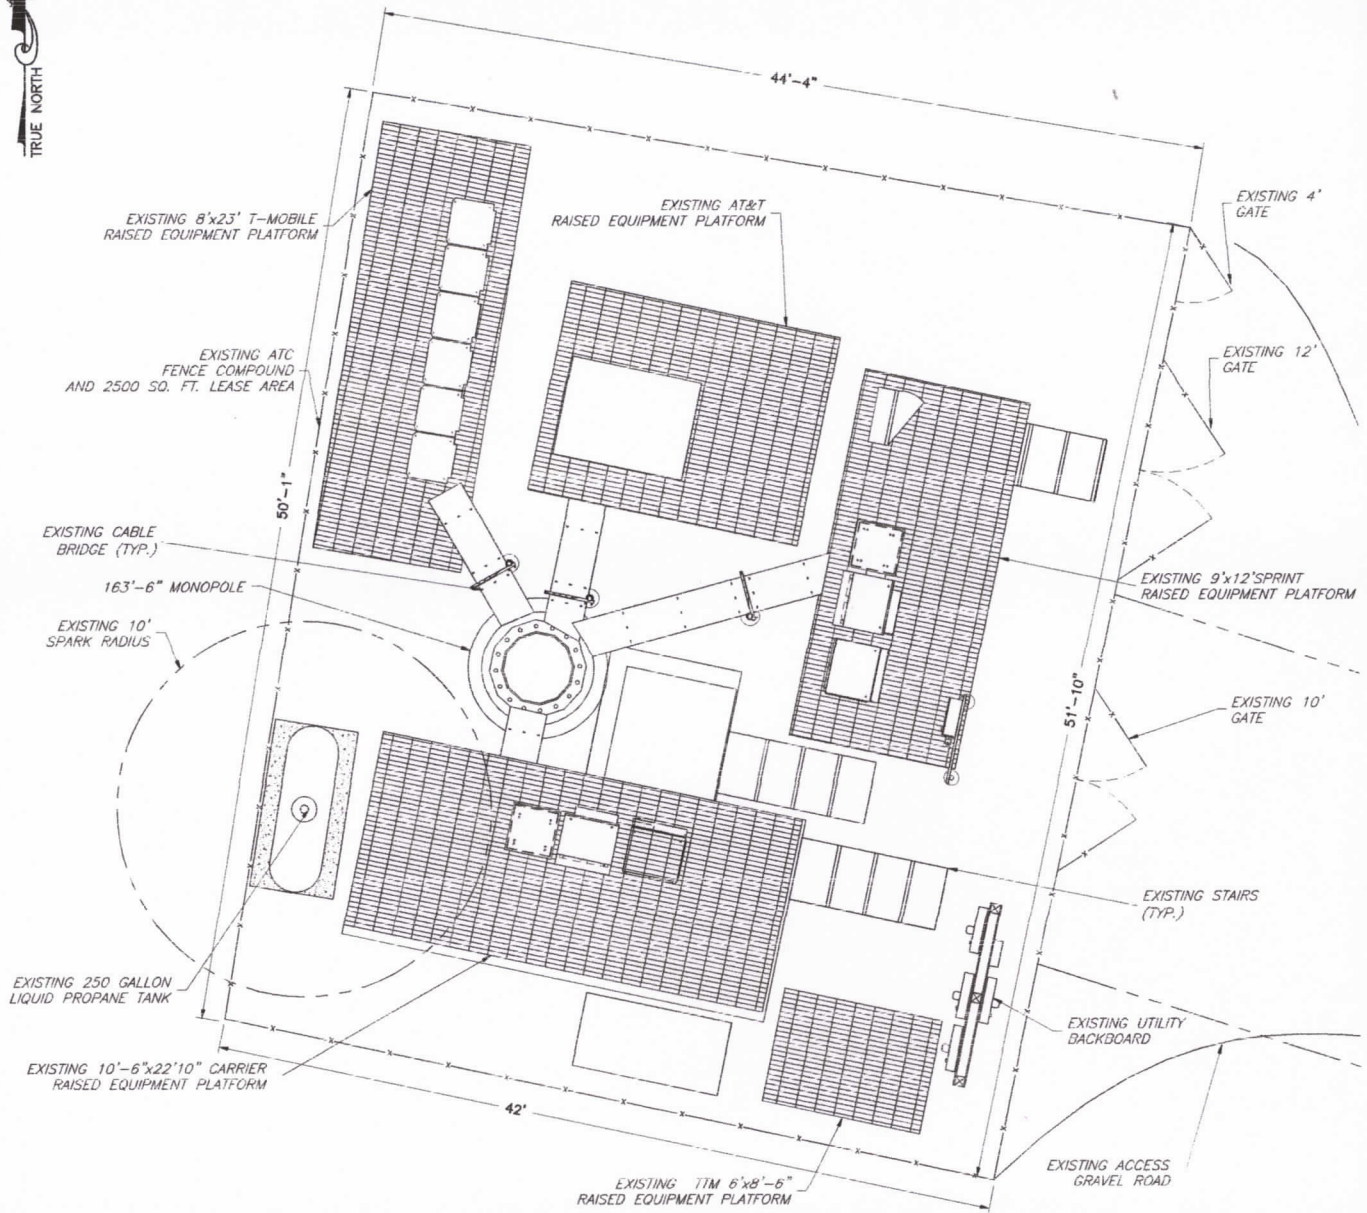 TRUE NORTH
44'-4"
EXISTING 4'
GATE
EXISTING AT&T
RAISED EQUIPMENT PLATFORM
EXISTING 8'x23' T-MOBILE
RAISED EQUIPMENT PLATFORM
EXISTING 12'
GATE
EXISTING ATC
FENCE COMPOUND
AND 2500 SQ. FT. LEASE AREA
50'-1"
EXISTING CABLE
BRIDGE (TYP.)
163'-6" MONOPOLE
EXISTING 9'x12'SPRINT
RAISED EQUIPMENT PLATFORM
EXISTING 10'
SPARK RADIUS
51'-10"
EXISTING 10'
GATE
EXISTING STAIRS
(TYP.)
EXISTING 250 GALLON
LIQUID PROPANE TANK
EXISTING UTILITY
BACKBOARD
EXISTING 10'-6"x22'10" CARRIER
RAISED EQUIPMENT PLATFORM
42'
EXISTING ACCESS
GRAVEL ROAD
EXISTING TTM 6'x8'-6"
RAISED EQUIPMENT PLATFORM